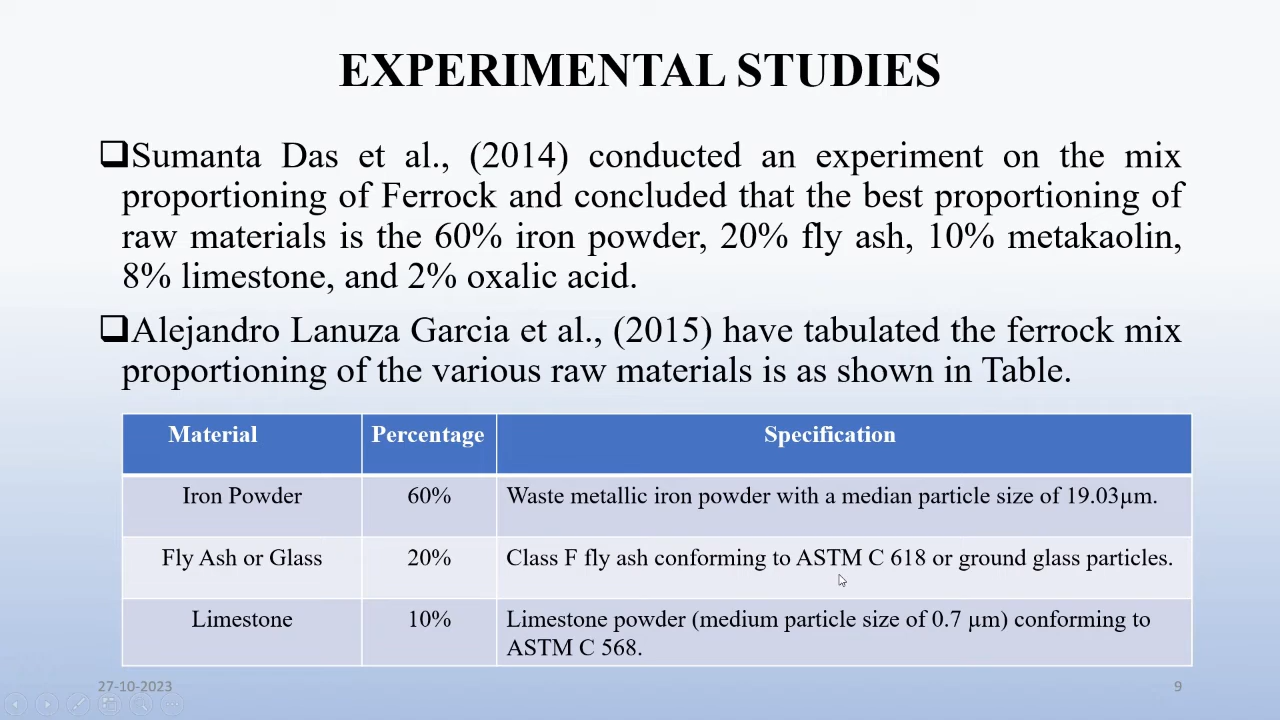 EXPERIMENTAL STUDIES
❑Sumanta Das et al., (2014) conducted an experiment on the mix
proportioning of Ferrock and concluded that the best proportioning of
raw materials is the 60% iron powder, 20% fly ash, 10% metakaolin,
8% limestone, and 2% oxalic acid.
❑Alejandro Lanuza Garcia et al., (2015) have tabulated the ferrock mix
proportioning of the various raw materials is as shown in Table.
Material Percentage Specification
Iron Powder 60% Waste metallic iron powder with a median particle size of 19.03µm.
Fly Ash or Glass 20% Class F fly ash conforming to ASTM C 618 or ground glass particles.
Limestone 10% Limestone powder (medium particle size of 0.7 µm) conforming to
ASTM C 568.
27-10-2023 9